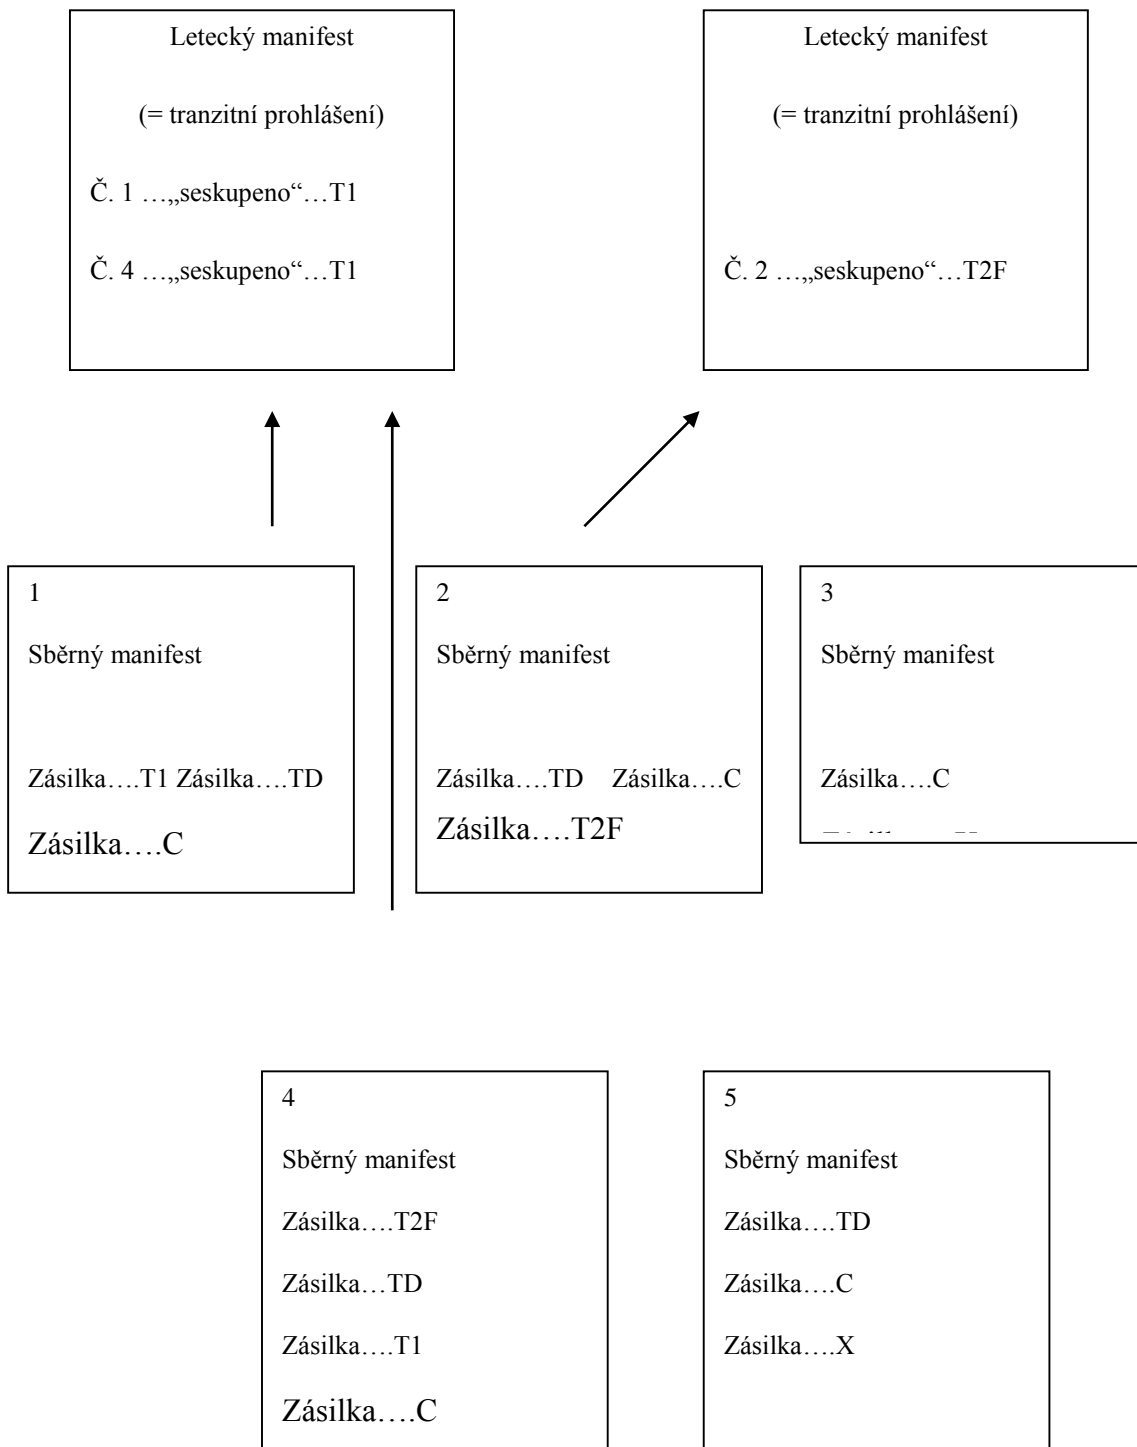 Letecký manifest
(= tranzitní prohlášení)
Č. 1 …„seskupeno“…T1
Č. 4 …„seskupeno“…T1
Letecký manifest
(= tranzitní prohlášení)
Č. 2 …„seskupeno“…T2F
1
Sběrný manifest
Zásilka….T1 Zásilka….TD
Zásilka….C
2
Sběrný manifest
Zásilka….TD Zásilka….C
Zásilka….T2F
3
Sběrný manifest
Zásilka….C
4
Sběrný manifest
Zásilka….T2F
Zásilka…TD
Zásilka….T1
Zásilka….C
5
Sběrný manifest
Zásilka….TD
Zásilka….C
Zásilka….X